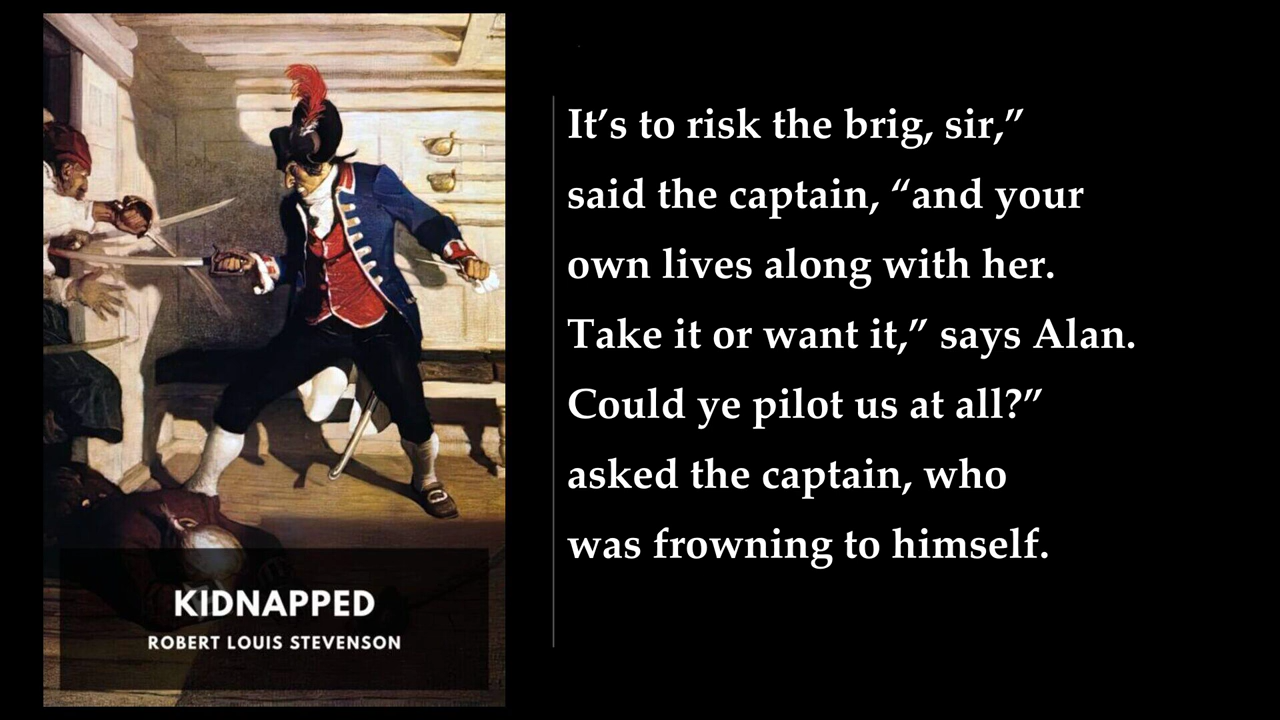 It’s to risk the brig, sir,”
said the captain, “and your
own lives along with her.
Take it or want it,” says Alan.
Could ye pilot us at all?”
asked the captain, who
was frowning to himself.
KIDNAPPED
ROBERT LOUIS STEVENSON